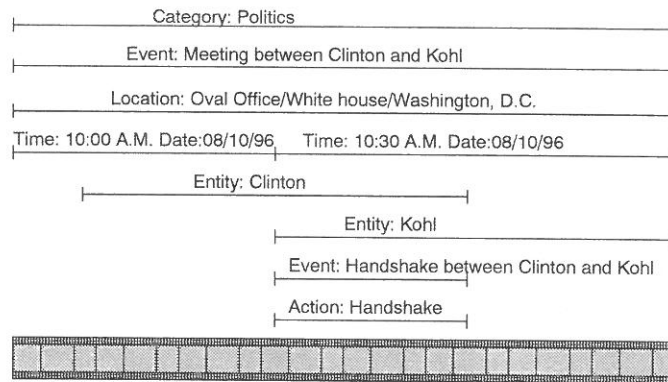 Category: Politics
Event: Meeting between Clinton and Kohl
Location: Oval Office/White house/Washington, D.C.
Time: 10:00 A.M. Date:08/10/96 Time: 10:30 A.M. Date:08/10/96
Entity: Clinton
Entity: Kohl
Event: Handshake between Clinton and Kohl
Action: Handshake